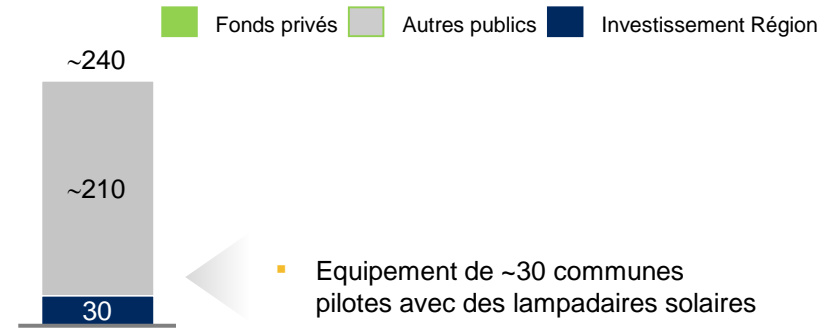 Fonds privés Autres publics Investissement Région
~240
~210
30
▪ Equipement de ~30 communes
pilotes avec des lampadaires solaires